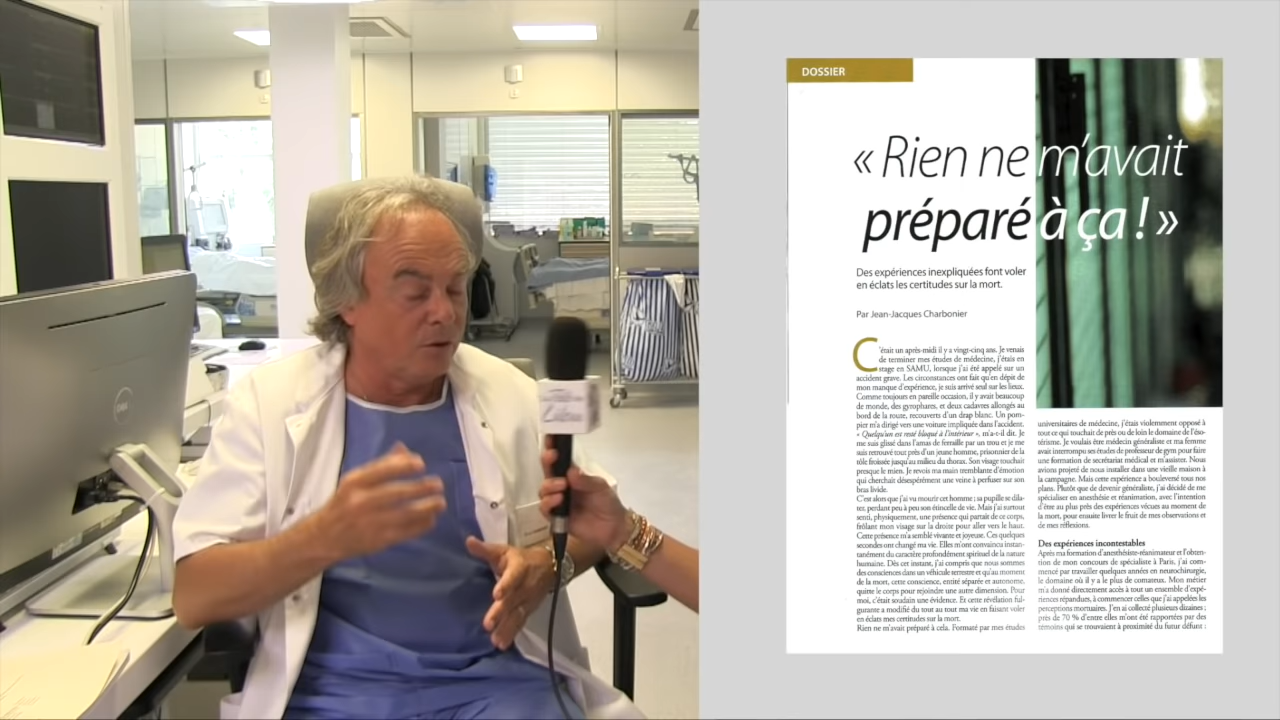 DOSSIER
« Rien ne m'avait
préparé à ça ! »
Des expériences inexpliquées font voler
en éclats les certitudes sur la mort.
Par Jean-Jacques Charbonier
C'était un après-midi il y a vingt-cinq ans. Je venais
de terminer mes études de médecine, j'étais en
stage en SAMU, lorsque j'ai été appelé sur un
accident grave. Les circonstances ont fait qu'en dépit de
mon manque d'expérience, je suis arrivé seul sur les lieux.
Comme toujours en pareille occasion, il y avait beaucoup
de monde, des gyrophares, et deux cadavres allongés au
bord de la route, recouverts d'un drap blanc. Un pom-
pier m'a dirigé vers une voiture impliquée dans l'accident.
« Quelqu'un est resté bloqué à l'intérieur », m'a-t-il dit. Je
me suis glissé dans l'amas de ferraille par un trou et je me
suis retrouvé tout près d'un jeune homme, prisonnier de la
tôle froissée jusqu'au milieu du thorax. Son visage touchait
presque le mien. Je revois ma main tremblante d'émotion
qui cherchait désespérément une veine à perfuser sur son
bras livide.
C'est alors que j'ai vu mourir cet homme : sa pupille se dila-
ter, perdant peu à peu son étincelle de vie. Mais j'ai surtout
senti, physiquement, une présence qui partait de ce corps,
frôlant mon visage sur la droite pour aller vers le haut.
Cette présence m'a semblé vivante et joyeuse. Ces quelques
secondes ont changé ma vie. Elles m'ont convaincu instan-
tanément du caractère profondément spirituel de la nature
humaine. Dès cet instant, j'ai compris que nous sommes
des consciences dans un véhicule terrestre et qu'au moment
de la mort, cette conscience, entité séparée et autonome,
quitte le corps pour rejoindre une autre dimension. Pour
moi, c'était soudain une évidence. Et cette révélation ful-
gurante a modifié du tout au tout ma vie en faisant voler
en éclats mes certitudes sur la mort.
Rien ne m'avait préparé à cela. Formaté par mes études
universitaires de médecine, j'étais violemment opposé à
tout ce qui touchait de près ou de loin le domaine de l'éso-
térisme. Je voulais être médecin généraliste et ma femme
avait interrompu ses études de professeur de gym pour faire
une formation de secrétariat médical et m'assister. Nous
avions projeté de nous installer dans une vieille maison à
la campagne. Mais cette expérience a bouleversé tous nos
plans. Plutôt que de devenir généraliste, j'ai décidé de me
spécialiser en anesthésie et réanimation, avec l'intention
d'être au plus près des expériences vécues au moment de
la mort, pour ensuite livrer le fruit de mes observations et
de mes réflexions.
Des expériences incontestables
Après ma formation d'anesthésiste-réanimateur et l'obten-
tion de mon concours de spécialiste à Paris, j'ai com-
mencé par travailler quelques années en neurochirurgie,
le domaine où il y a le plus de comateux. Mon métier
m'a donné directement accès à tout un ensemble d'expé-
riences répandues, à commencer celles que j'ai appelées les
perceptions mortuaires. J'en ai collecté plusieurs dizaines ;
près de 70 % d'entre elles m'ont été rapportées par des
témoins qui se trouvaient à proximité du futur défunt :